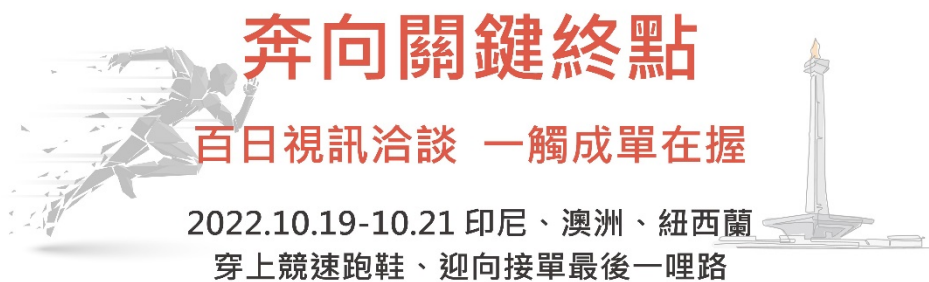 奔向關鍵終點
百日視訊洽談 一觸成單在握
2022.10.19-10.21 印尼、澳洲、紐西蘭
穿上競速跑鞋、迎向接單最後一哩路